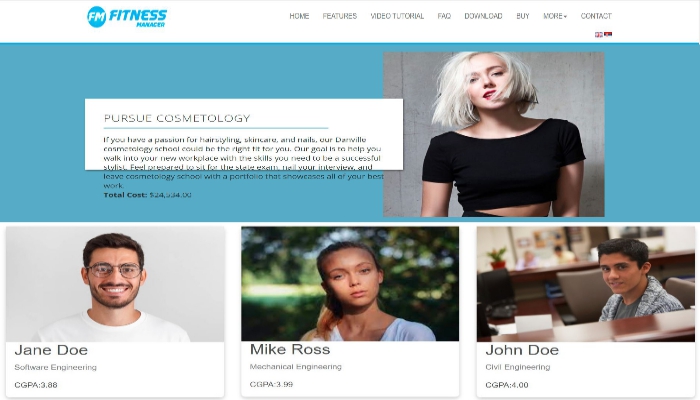 FM FITNESS
MANAGER
HOME FEATURES VIDEO TUTORIAL FAQ DOWNLOAD BUY MORE CONTACT
PURSUE COSMETOLOGY
If you have a passion for hairstyling, skincare, and nails, our Danville
cosmetology school could be the right fit for you. Our goal is to help you
walk into your new workplace with the skills you need to be a successful
stylist. Feel prepared to sit for the state exam, nail your interview, and
leave cosmetology school with a portfolio that showcases all of your best
work.
Total Cost: $24,534.00
Jane Doe
Software Engineering
CGPA:3.88
Mike Ross
Mechanical Engineering
CGPA:3.99
John Doe
Civil Engineering
CGPA:4.00